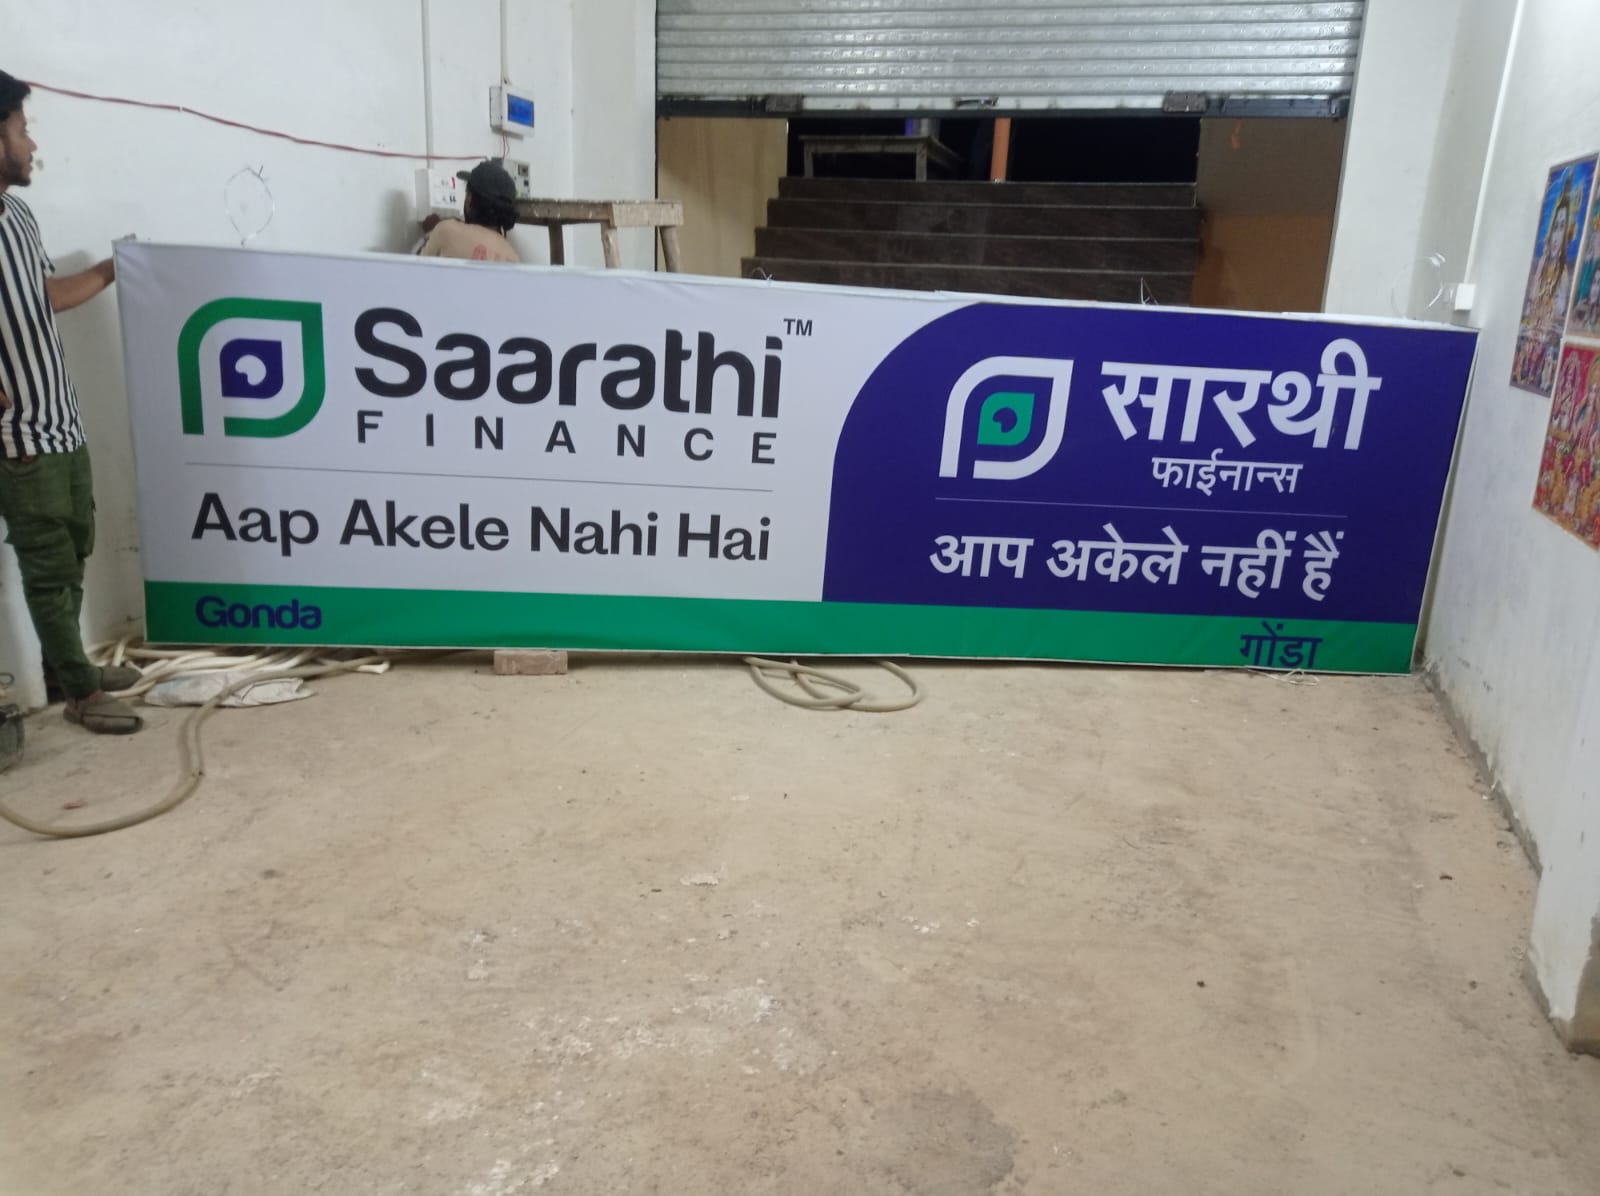 Saarathi™
FINANCE
Aap Akele Nahi Hai
Gonda
सारथी
फाईनान्स
आप अकेले नहीं हैं
गोंडा